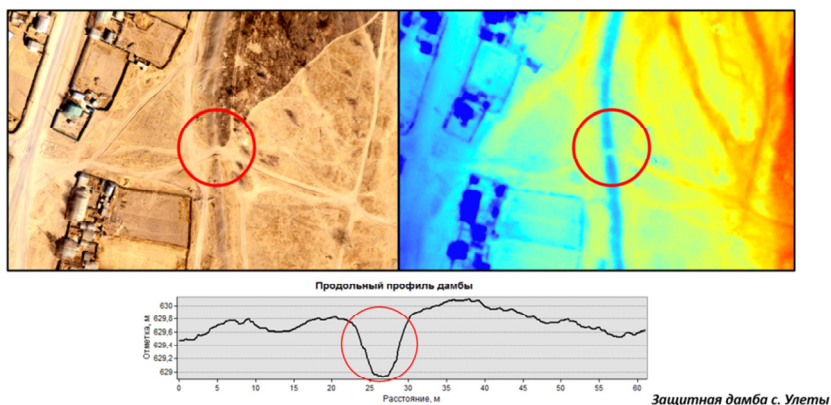 Продольный профиль дамбы
Отметка, м
630
629,8
629,6
629,4
629,2
629
0 5 10 15 20 25 30 35 40 45 50 55 60
Расстояние, м
Защитная дамба с. Улеты